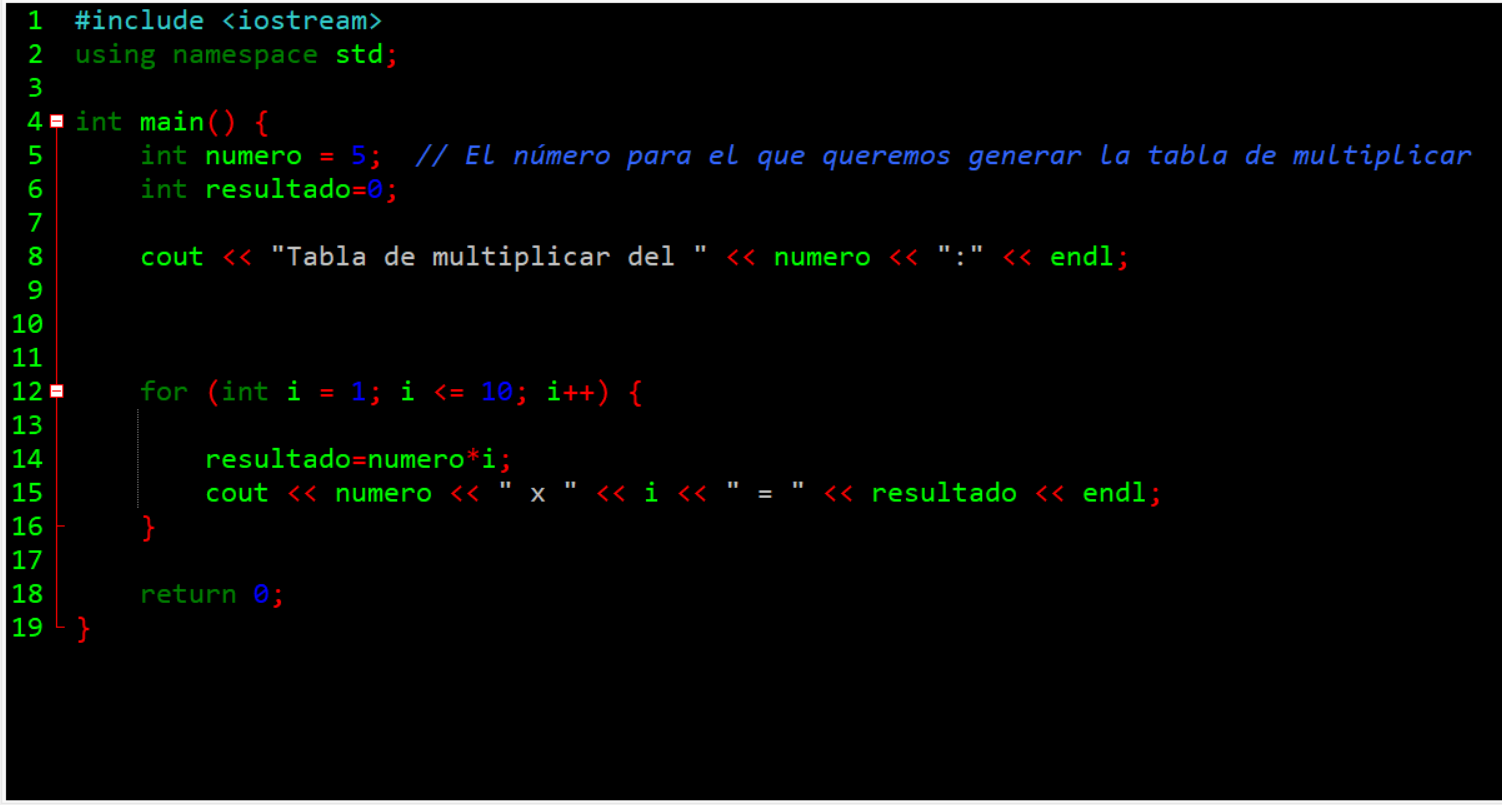 1 #include <iostream>
2 using namespace std;
3
4 int main() {
5 int numero = 5; // El número para el que queremos generar la tabla de multiplicar
6 int resultado=0;
7
8 cout << "Tabla de multiplicar del " << numero << ":" << endl;
9
10
11
12 for (int i = 1; i <= 10; i++) {
13
14 resultado=numero*i;
15 cout << numero << " x " << i << " = " << resultado << endl;
16 }
17
18 return 0;
19 }